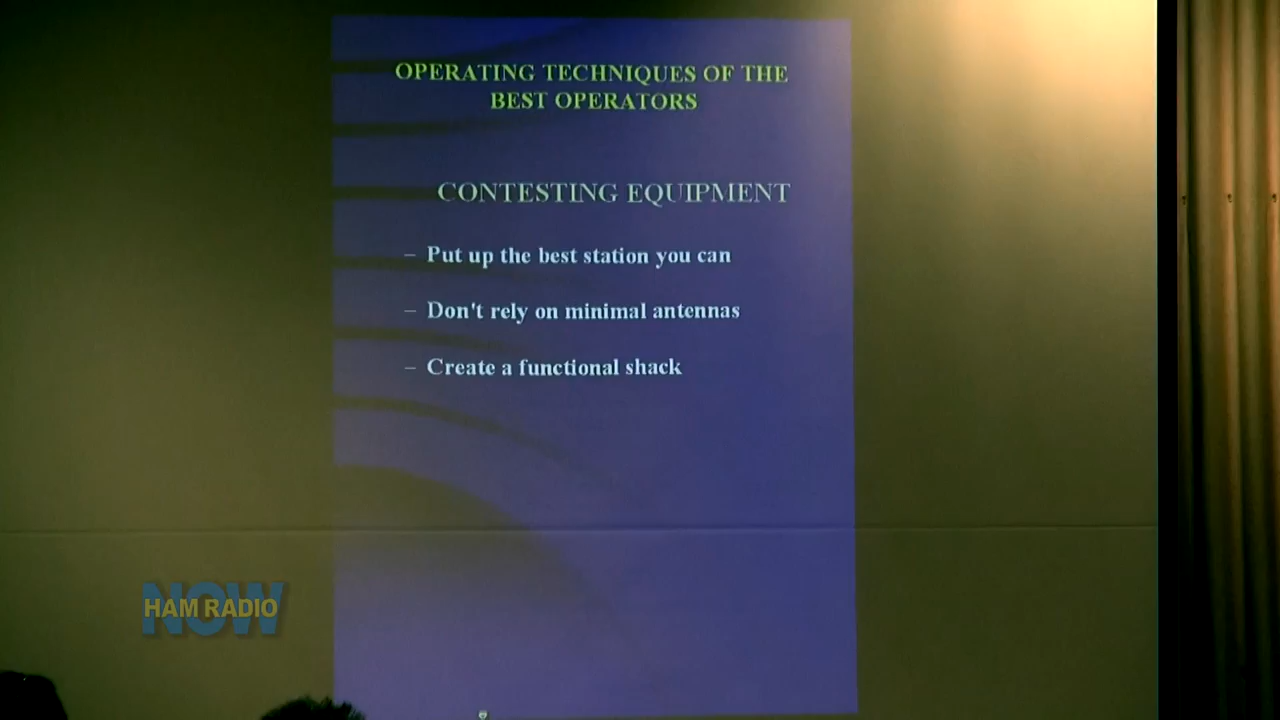 OPERATING TECHNIQUES OF THE
BEST OPERATORS
CONTESTING EQUIPMENT
– Put up the best station you can
– Don't rely on minimal antennas
– Create a functional shack
NOW
HAM RADIO